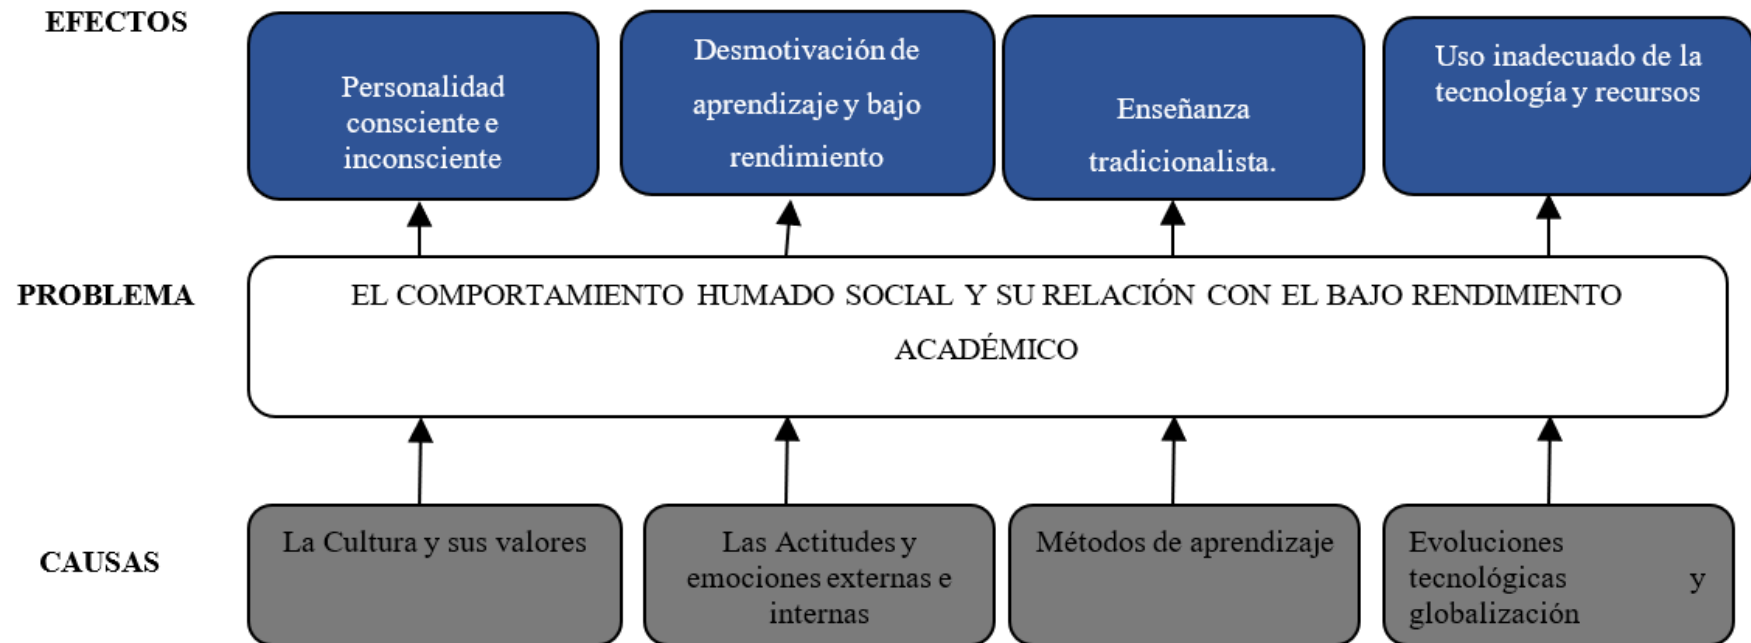 EFECTOS
Personalidad
consciente e
inconsciente
Desmotivación de
aprendizaje y bajo
rendimiento
Enseñanza
tradicionalista.
Uso inadecuado de la
tecnología y recursos
PROBLEMA
EL COMPORTAMIENTO HUMADO SOCIAL Y SU RELACIÓN CON EL BAJO RENDIMIENTO
ACADÉMICO
CAUSAS
La Cultura y sus valores
Las Actitudes y
emociones externas e
internas
Métodos de aprendizaje
Evoluciones
tecnológicas y
globalización